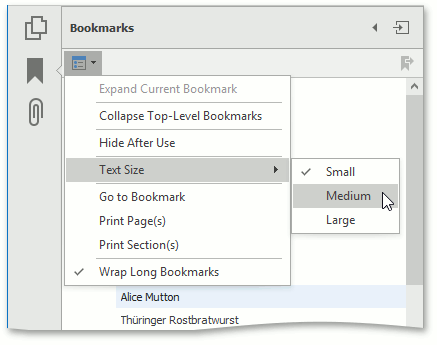 Bookmarks
Expand Current Bookmark
Collapse Top-Level Bookmarks
Hide After Use
Text Size
Small
Medium
Large
Go to Bookmark
Print Page(s)
Print Section(s)
Wrap Long Bookmarks
Alice Mutton
Thüringer Rostbratwurst